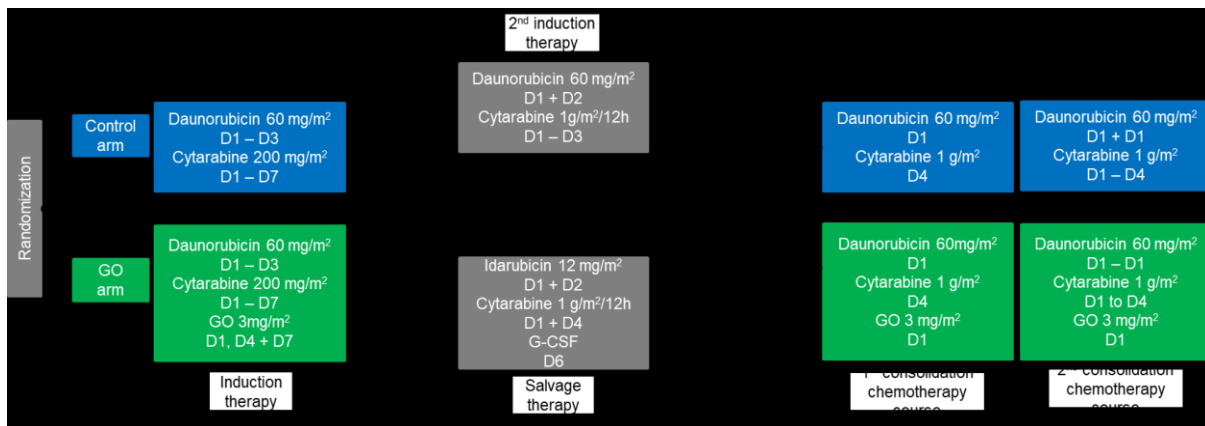 2nd induction
therapy
Daunorubicin 60 mg/m²
D1 + D2
Cytarabine 1g/m²/12h
D1 – D3
Randomization
Control
arm
Daunorubicin 60 mg/m²
D1 – D3
Cytarabine 200 mg/m²
D1 – D7
Daunorubicin 60 mg/m²
D1
Cytarabine 1 g/m²
D4
Daunorubicin 60 mg/m²
D1 + D1
Cytarabine 1 g/m²
D1 – D4
GO
arm
Daunorubicin 60 mg/m²
D1 – D3
Cytarabine 200 mg/m²
D1 – D7
GO 3mg/m²
D1, D4 + D7
Idarubicin 12 mg/m²
D1 + D2
Cytarabine 1 g/m²/12h
D1 + D4
G-CSF
D6
Daunorubicin 60mg/m²
D1
Cytarabine 1 g/m²
D4
GO 3 mg/m²
D1
Daunorubicin 60 mg/m²
D1 – D1
Cytarabine 1 g/m²
D1 to D4
GO 3 mg/m²
D1
Induction
therapy
Salvage
therapy
consolidation
chemotherapy
course
consolidation
chemotherapy
course